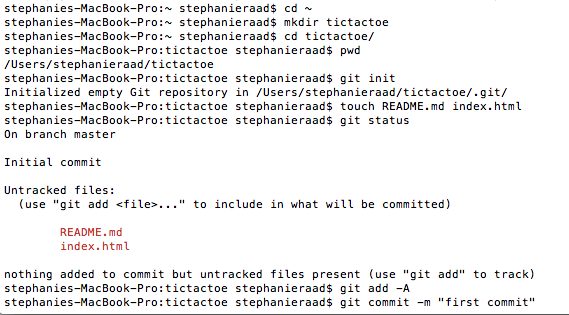 stephanies-MacBook-Pro:~ stephanieraad$ cd ~
stephanies-MacBook-Pro:~ stephanieraad$ mkdir tictactoe
stephanies-MacBook-Pro:~ stephanieraad$ cd tictactoe/
stephanies-MacBook-Pro:tictactoe stephanieraad$ pwd
/Users/stephanieraad/tictactoe
stephanies-MacBook-Pro:tictactoe stephanieraad$ git init
Initialized empty Git repository in /Users/stephanieraad/tictactoe/.git/
stephanies-MacBook-Pro:tictactoe stephanieraad$ touch README.md index.html
stephanies-MacBook-Pro:tictactoe stephanieraad$ git status
On branch master

Initial commit

Untracked files:
  (use "git add <file>..." to include in what will be committed)

        README.md
        index.html

nothing added to commit but untracked files present (use "git add" to track)
stephanies-MacBook-Pro:tictactoe stephanieraad$ git add -A
stephanies-MacBook-Pro:tictactoe stephanieraad$ git commit -m "first commit"